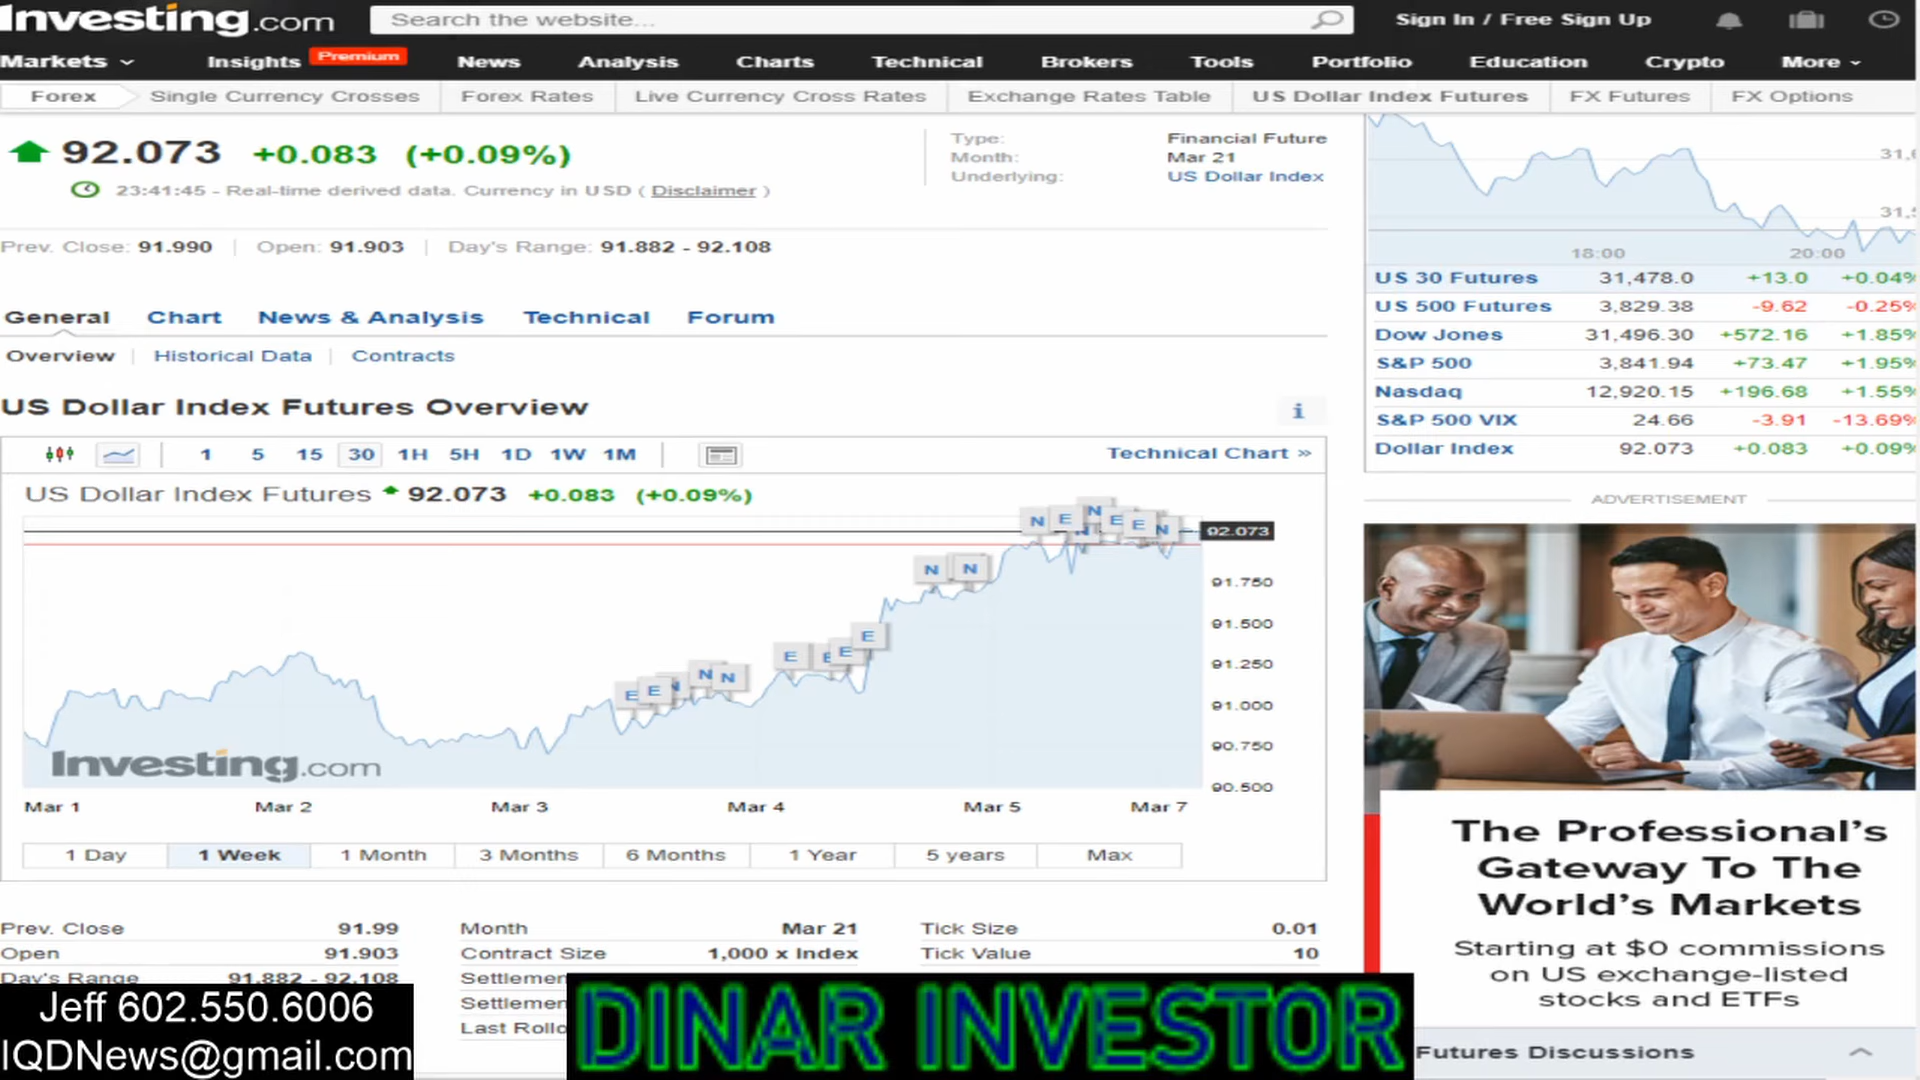 Investing.com
Search the website...
Sign In / Free Sign Up
Markets
Insights Premium
News
Analysis
Charts
Technical
Brokers
Tools
Portfolio
Education
Crypto
More
Forex
Single Currency Crosses
Forex Rates
Live Currency Cross Rates
Exchange Rates Table
US Dollar Index Futures
FX Futures
FX Options
92.073 +0.083 (+0.09%)
23:41:45 - Real-time derived data. Currency in USD ( Disclaimer )
Type: Financial Future
Month: Mar 21
Underlying: US Dollar Index
Prev. Close: 91.990
Open: 91.903
Day's Range: 91.882 - 92.108
General
Chart
News & Analysis
Technical
Forum
Overview
Historical Data
Contracts
US Dollar Index Futures Overview
i
1 5 15 30 1H 5H 1D 1W 1M
Technical Chart »
US Dollar Index Futures 92.073 +0.083 (+0.09%)
N E N E E N
N N
E E E E
E E N N N
92.073
91.750
91.500
91.250
91.000
90.750
90.500
Investing.com
Mar 1 Mar 2 Mar 3 Mar 4 Mar 5 Mar 7
1 Day
1 Week
1 Month
3 Months
6 Months
1 Year
5 years
Max
Prev. Close 91.99
Open 91.903
Day's Range 91.882 - 92.108
Month Mar 21
Contract Size 1,000 x Index
Tick Size 0.01
Tick Value 10
18:00 20:00
US 30 Futures 31,478.0 +13.0 +0.04%
US 500 Futures 3,829.38 -9.62 -0.25%
Dow Jones 31,496.30 +572.16 +1.85%
S&P 500 3,841.94 +73.47 +1.95%
Nasdaq 12,920.15 +196.68 +1.55%
S&P 500 VIX 24.66 -3.91 -13.69%
Dollar Index 92.073 +0.083 +0.09%
ADVERTISEMENT
The Professional's
Gateway To The
World's Markets
Starting at $0 commissions
on US exchange-listed
stocks and ETFs
Futures Discussions
Jeff 602.550.6006
IQDNews@gmail.com
DINAR INVESTOR